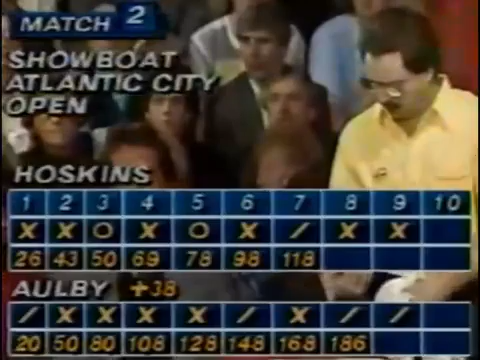 MATCH 2
SHOWBOAT
ATLANTIC CITY
OPEN
HOSKINS
1 2 3 4 5 6 7 8 9 10
X X O X O X / X X
26 43 50 69 78 98 118
AULBY +38
/ X X X X / X / /
20 50 80 108 128 148 168 186